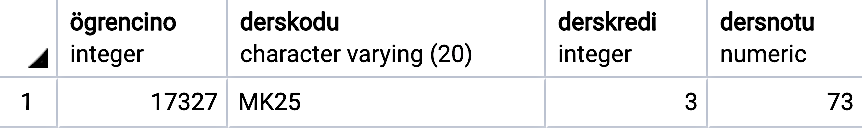 ögrencino derskodu derskredi dersnotu
integer character varying (20) integer numeric
1 17327 MK25 3 73